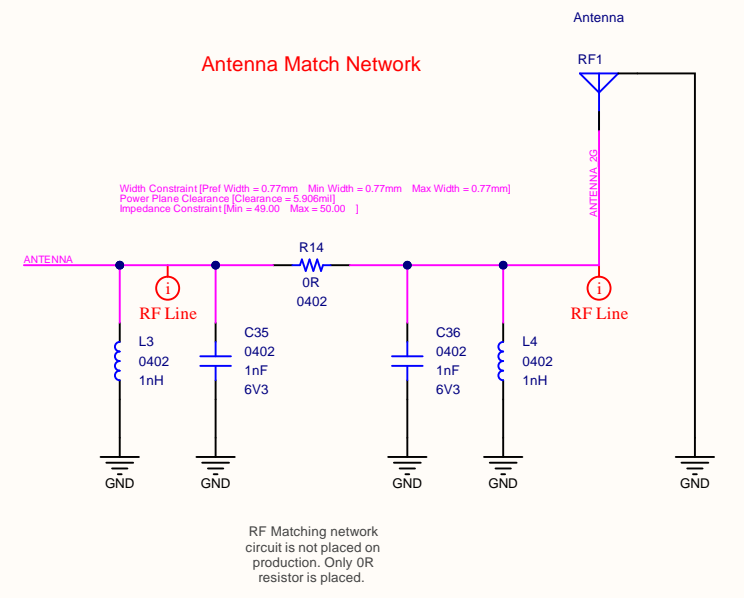 Antenna
Antenna Match Network
RF1
ANTENNA 2G
Width Constraint [Pref Width = 0.77mm Min Width = 0.77mm Max Width = 0.77mm]
Power Plane Clearance [Clearance = 5.906mil]
Impedance Constraint [Min = 49.00 Max = 50.00 ]
ANTENNA
R14
0R
0402
i
RF Line
i
RF Line
L3
0402
1nH
C35
0402
1nF
6V3
C36
0402
1nF
6V3
L4
0402
1nH
GND
GND
GND
GND
GND
RF Matching network
circuit is not placed on
production. Only 0R
resistor is placed.